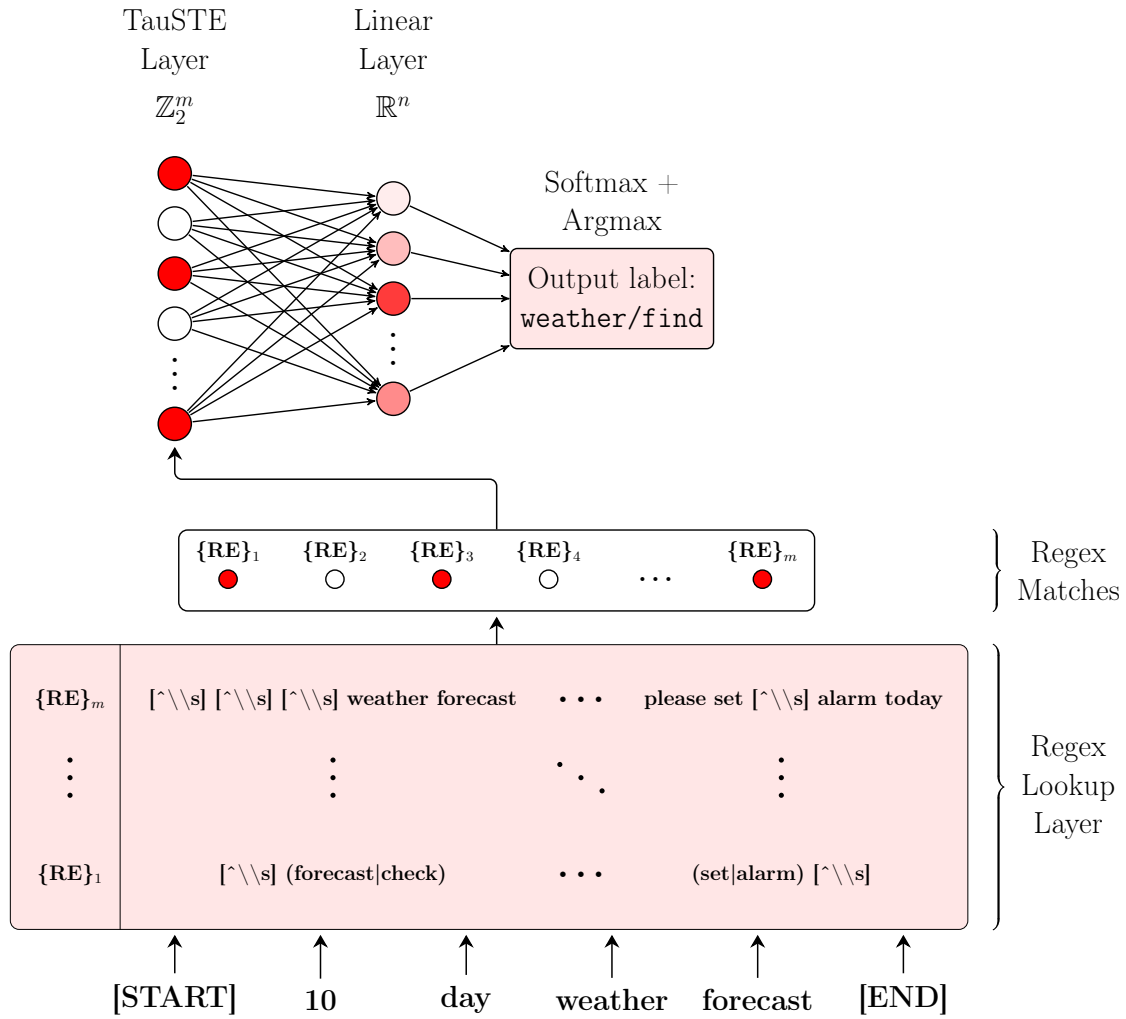 TauSTE
Layer
ℤ₂ᵐ
Linear
Layer
ℝⁿ
Softmax +
Argmax
Output label:
weather/find
{RE}₁ {RE}₂ {RE}₃ {RE}₄ · · · {RE}ₘ
Regex
Matches
{RE}ₘ [^\\s] [^\\s] [^\\s] weather forecast · · · please set [^\\s] alarm today
{RE}₁ [^\\s] (forecast|check) · · · (set|alarm) [^\\s]
Regex
Lookup
Layer
[START] 10 day weather forecast [END]